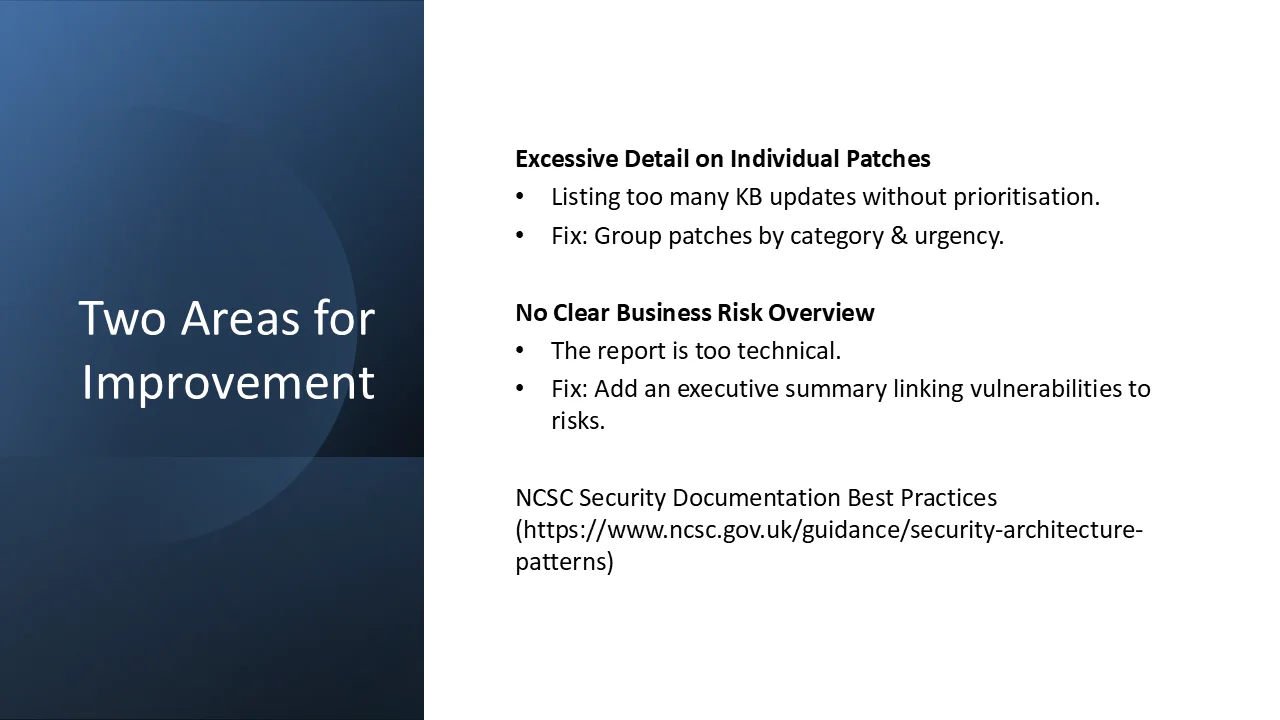 Two Areas for
Improvement
Excessive Detail on Individual Patches
• Listing too many KB updates without prioritisation.
• Fix: Group patches by category & urgency.
No Clear Business Risk Overview
• The report is too technical.
• Fix: Add an executive summary linking vulnerabilities to
risks.
NCSC Security Documentation Best Practices
(https://www.ncsc.gov.uk/guidance/security-architecture-
patterns)